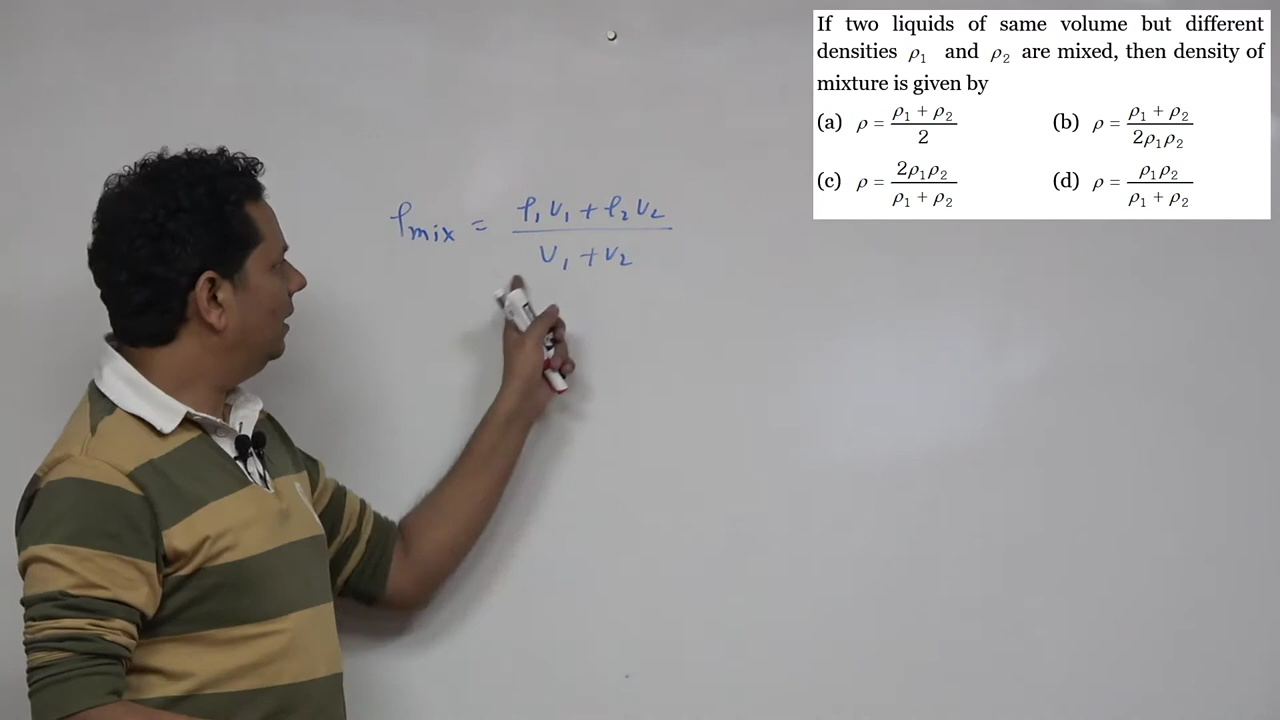 If two liquids of same volume but different
densities ρ₁ and ρ₂ are mixed, then density of
mixture is given by
(a) ρ = (ρ₁ + ρ₂)/2 (b) ρ = (ρ₁ + ρ₂)/(2ρ₁ρ₂)
(c) ρ = (2ρ₁ρ₂)/(ρ₁ + ρ₂) (d) ρ = (ρ₁ρ₂)/(ρ₁ + ρ₂)
ρmix = (ρ₁V₁ + ρ₂V₂)/(V₁ + V₂)